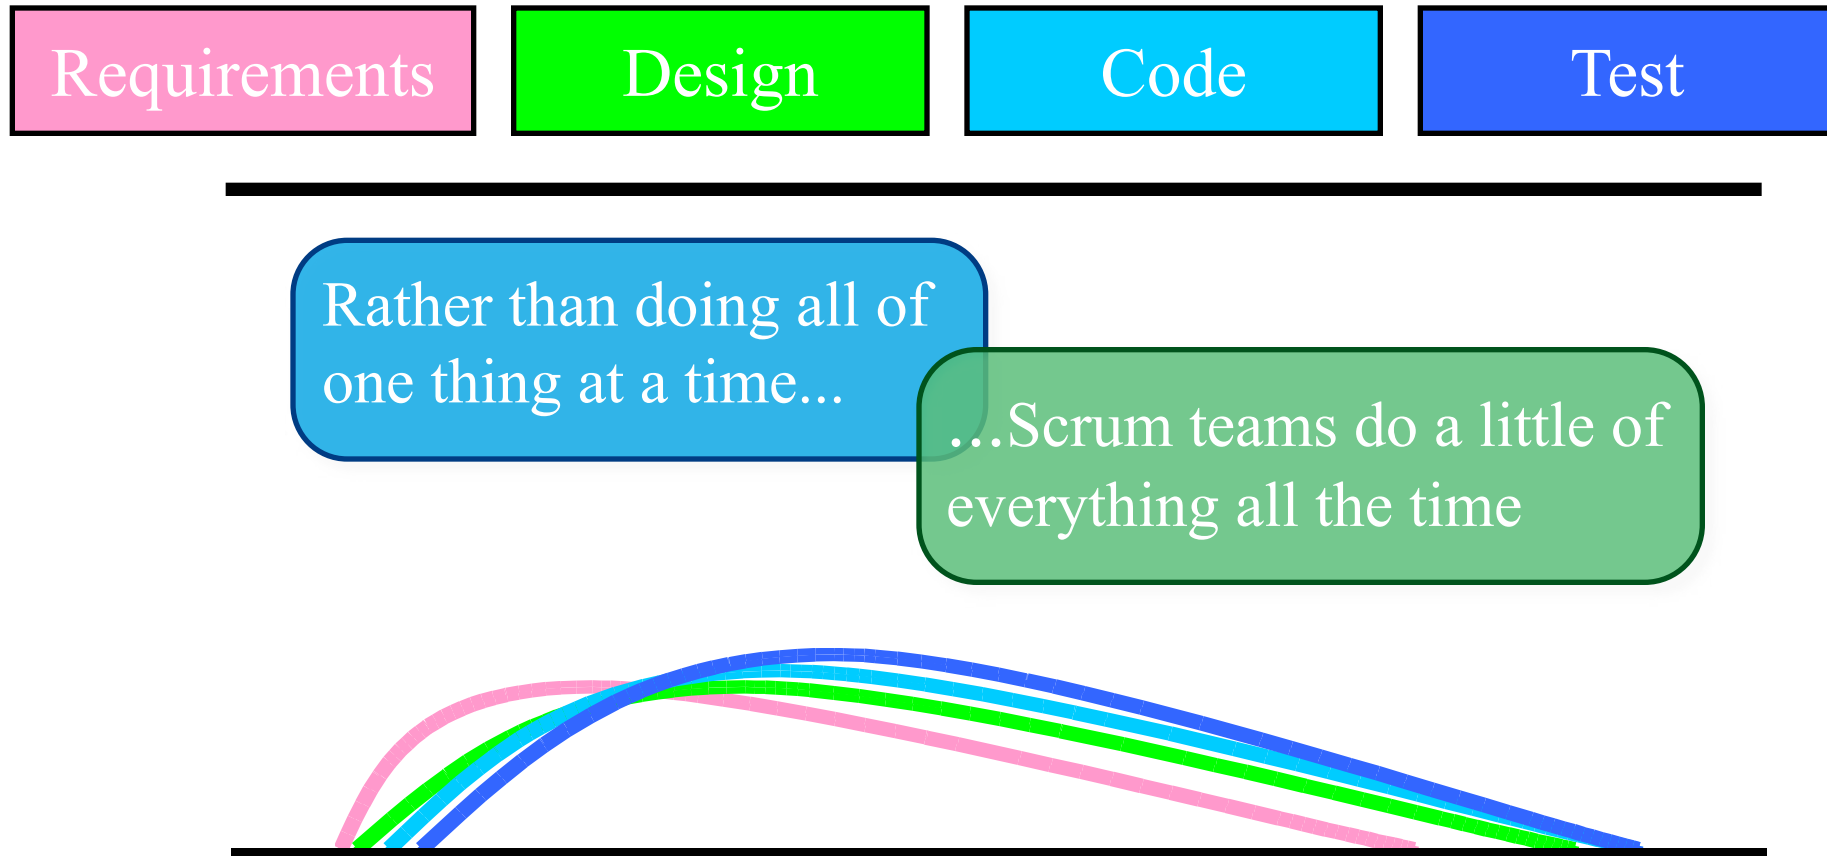 Requirements
Design
Code
Test
Rather than doing all of
one thing at a time...
...Scrum teams do a little of
everything all the time